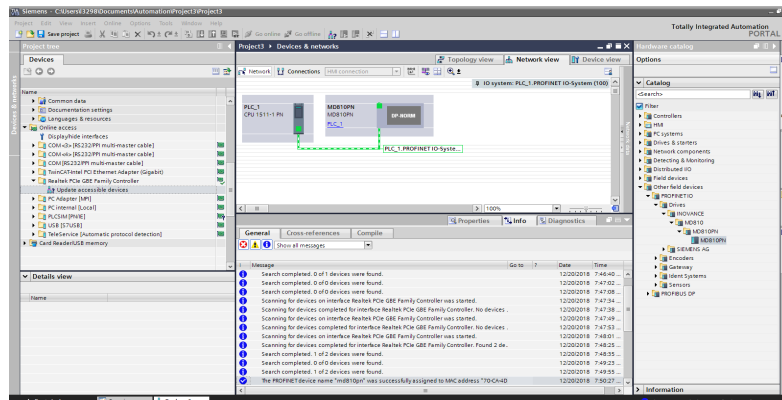 Siemens - C:\Users\3298\Documents\Automation\Project3\Project3
Project Edit View Insert Online Options Tools Window Help
Totally Integrated Automation
PORTAL
Save project
Go online Go offline
Project tree
Devices
Name
Common data
Documentation settings
Languages & resources
Online access
Display/hide interfaces
COM <3> [RS232/PPI multi-master cable]
COM <6> [RS232/PPI multi-master cable]
COM [RS232/PPI multi-master cable]
TwinCAT-Intel PCI Ethernet Adapter (Gigabit)
Realtek PCIe GBE Family Controller
Update accessible devices
PC Adapter [MPI]
PC internal [Local]
PLCSIM [PN/IE]
USB [S7USB]
TeleService [Automatic protocol detection]
Card Reader/USB memory
Details view
Name
Devices & networks
Project3 ▸ Devices & networks
Topology view Network view Device view
Network Connections HMI connection
IO system: PLC_1.PROFINET IO-System (100)
PLC_1
CPU 1511-1 PN
MD810PN
MD810PN
PLC_1
DP-NORM
PLC_1.PROFINET IO-Syste...
100%
Network data
Properties Info Diagnostics
General Cross-references Compile
Show all messages
! Message Go to ? Date Time
Search completed. 0 of 1 devices were found. 12/20/2018 7:46:40 ...
Search completed. 0 of 0 devices were found. 12/20/2018 7:47:02 ...
Search completed. 0 of 0 devices were found. 12/20/2018 7:47:08 ...
Scanning for devices on interface Realtek PCIe GBE Family Controller was started. 12/20/2018 7:47:34 ...
Scanning for devices completed for interface Realtek PCIe GBE Family Controller. No devices . 12/20/2018 7:47:38 ...
Scanning for devices on interface Realtek PCIe GBE Family Controller was started. 12/20/2018 7:47:49 ...
Scanning for devices completed for interface Realtek PCIe GBE Family Controller. No devices . 12/20/2018 7:47:53 ...
Scanning for devices on interface Realtek PCIe GBE Family Controller was started. 12/20/2018 7:48:01 ...
Scanning for devices completed for interface Realtek PCIe GBE Family Controller. Found 2 de.. 12/20/2018 7:48:25 ...
Search completed. 1 of 2 devices were found. 12/20/2018 7:48:35 ...
Search completed. 0 of 2 devices were found. 12/20/2018 7:49:23 ...
Search completed. 1 of 2 devices were found. 12/20/2018 7:49:55 ...
The PROFINET device name "md810pn" was successfully assigned to MAC address "70-CA-4D 12/20/2018 7:50:27 ...
Hardware catalog
Options
Catalog
<Search>
Filter
Controllers
HMI
PC systems
Drives & starters
Network components
Detecting & Monitoring
Distributed I/O
Field devices
Other field devices
PROFINET IO
Drives
INOVANCE
MD810
MD810PN
MD810PN
SIEMENS AG
Encoders
Gateway
Ident Systems
Sensors
PROFIBUS DP
Information